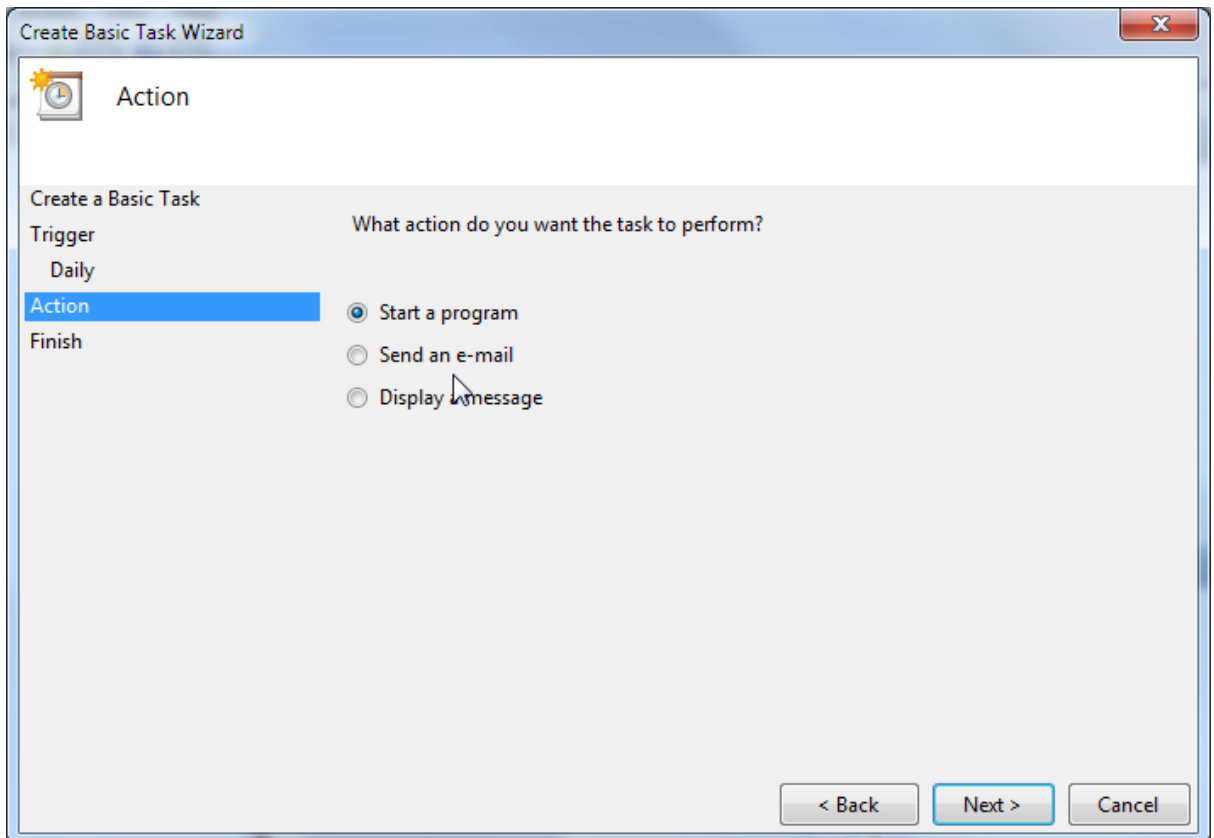 Create Basic Task Wizard
Action
Create a Basic Task
Trigger
Daily
Action
Finish
What action do you want the task to perform?
Start a program
Send an e-mail
Display a message
< Back
Next >
Cancel